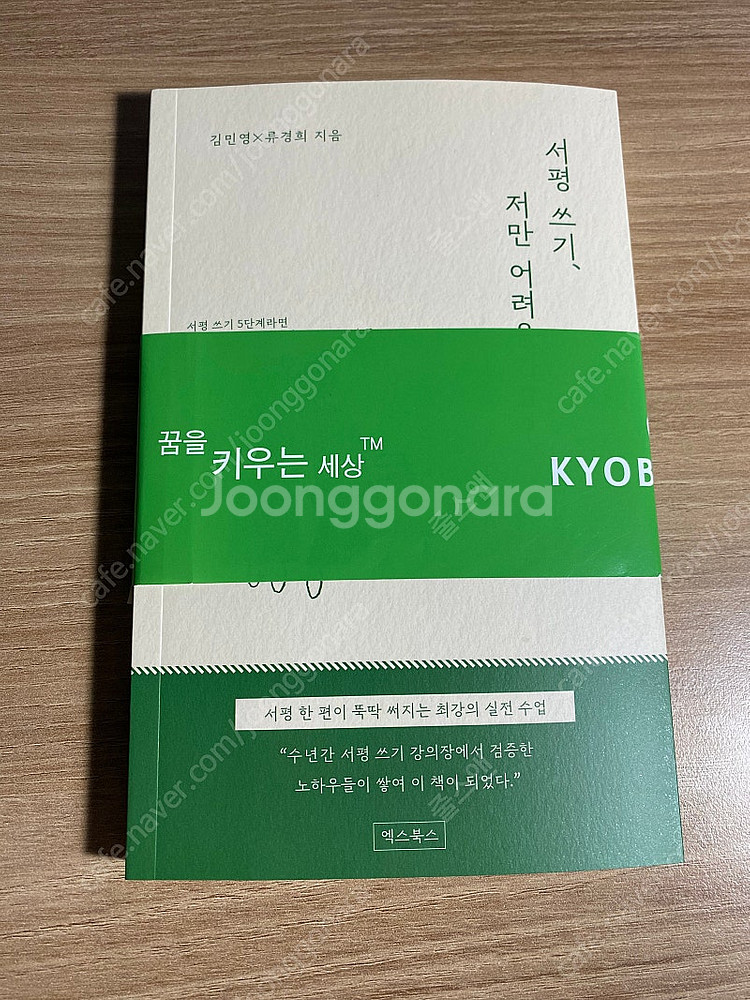 김민영×류경희 지음
서평 쓰기,
저만 어려
서평 쓰기 5단계라면
꿈을
키우는 세상™
KYOB
Joonggonara
서평 한 편이 뚝딱 써지는 최강의 실전 수업
“수년간 서평 쓰기 강의장에서 검증한
노하우들이 쌓여 이 책이 되었다.”
엑스북스
cafe.naver.com/joonggonara